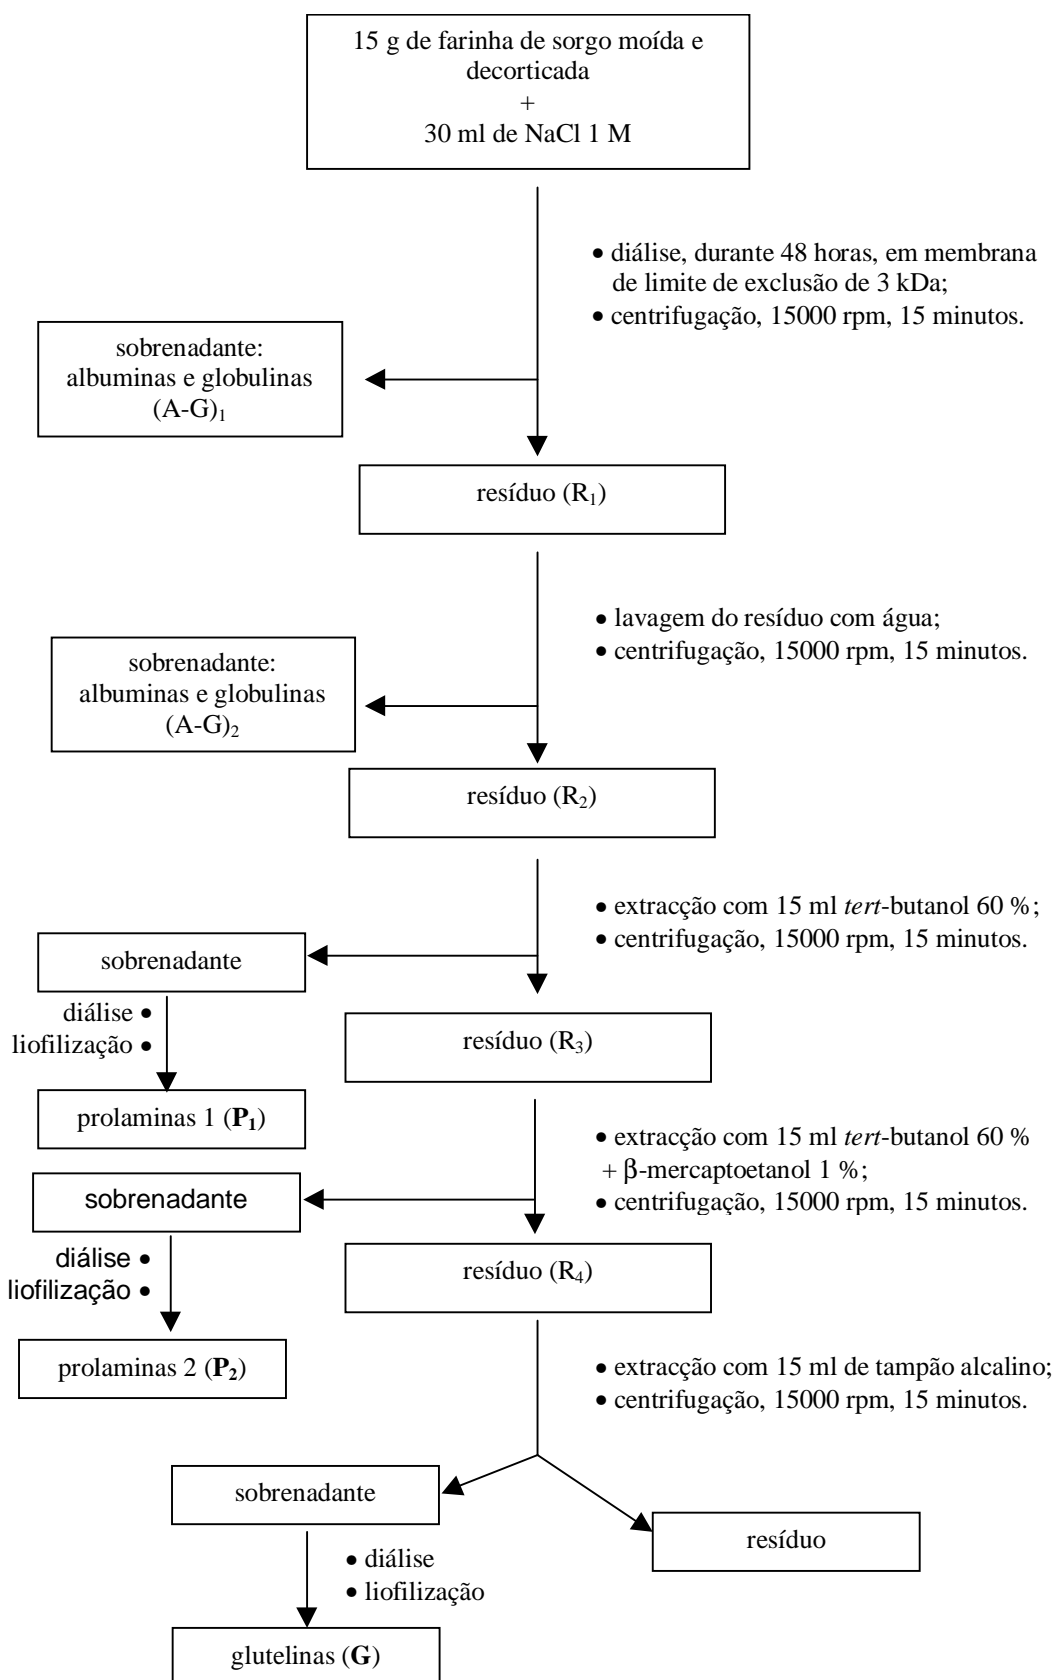 15 g de farinha de sorgo moída e
decorticada
+
30 ml de NaCl 1 M
• diálise, durante 48 horas, em membrana
de limite de exclusão de 3 kDa;
• centrifugação, 15000 rpm, 15 minutos.
sobrenadante:
albuminas e globulinas
(A-G)₁
resíduo (R₁)
• lavagem do resíduo com água;
• centrifugação, 15000 rpm, 15 minutos.
sobrenadante:
albuminas e globulinas
(A-G)₂
resíduo (R₂)
• extracção com 15 ml tert-butanol 60 %;
• centrifugação, 15000 rpm, 15 minutos.
sobrenadante
diálise •
liofilização •
resíduo (R₃)
prolaminas 1 (P₁)
• extracção com 15 ml tert-butanol 60 %
+ β-mercaptoetanol 1 %;
• centrifugação, 15000 rpm, 15 minutos.
sobrenadante
diálise •
liofilização •
resíduo (R₄)
prolaminas 2 (P₂)
• extracção com 15 ml de tampão alcalino;
• centrifugação, 15000 rpm, 15 minutos.
sobrenadante
resíduo
• diálise
• liofilização
glutelinas (G)